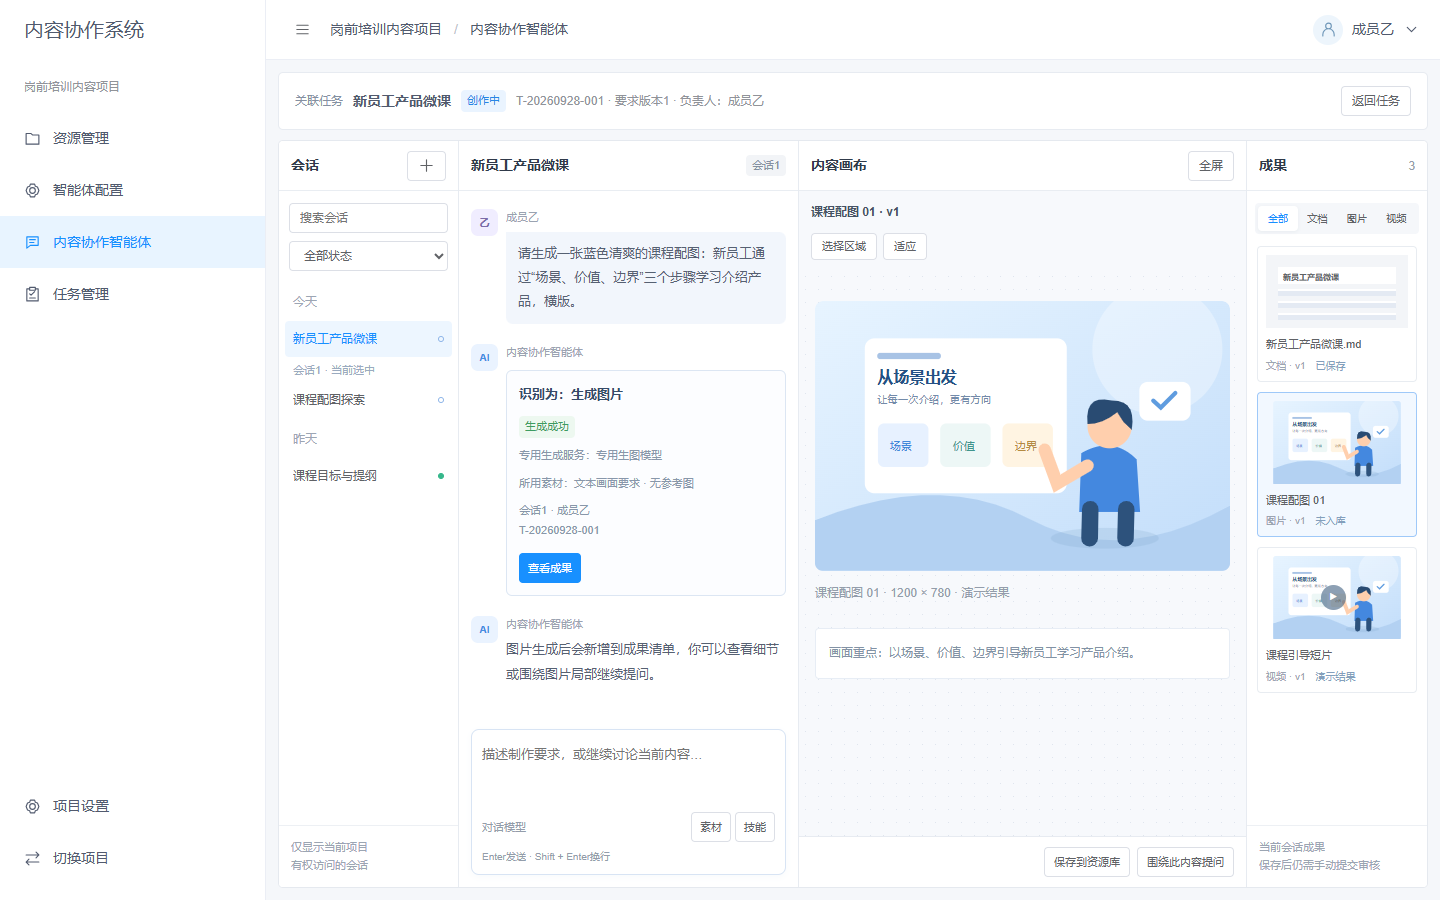 内容协作系统
岗前培训内容项目
资源管理
智能体配置
内容协作智能体
任务管理
项目设置
切换项目
岗前培训内容项目 / 内容协作智能体
成员乙
关联任务 新员工产品微课 创作中 T-20260928-001 · 要求版本1 · 负责人：成员乙
返回任务
会话
搜索会话
全部状态
今天
新员工产品微课
会话1 · 当前选中
课程配图探索
昨天
课程目标与提纲
仅显示当前项目
有权访问的会话
新员工产品微课
会话1
乙
成员乙
请生成一张蓝色清爽的课程配图：新员工通
过“场景、价值、边界”三个步骤学习介绍产
品，横版。
AI
内容协作智能体
识别为：生成图片
生成成功
专用生成服务：专用生图模型
所用素材：文本画面要求 · 无参考图
会话1 · 成员乙
T-20260928-001
查看成果
AI
内容协作智能体
图片生成后会新增到成果清单，你可以查看细节
或围绕图片局部继续提问。
描述制作要求，或继续讨论当前内容…
对话模型
素材
技能
Enter发送 · Shift + Enter换行
内容画布
全屏
课程配图 01 · v1
选择区域
适应
从场景出发
让每一次介绍，更有方向
场景
价值
边界
课程配图 01 · 1200 × 780 · 演示结果
画面重点：以场景、价值、边界引导新员工学习产品介绍。
保存到资源库
围绕此内容提问
成果
3
全部
文档
图片
视频
新员工产品微课
新员工产品微课.md
文档 · v1 已保存
从场景出发
课程配图 01
图片 · v1 未入库
从场景出发
课程引导短片
视频 · v1 演示结果
当前会话成果
保存后仍需手动提交审核